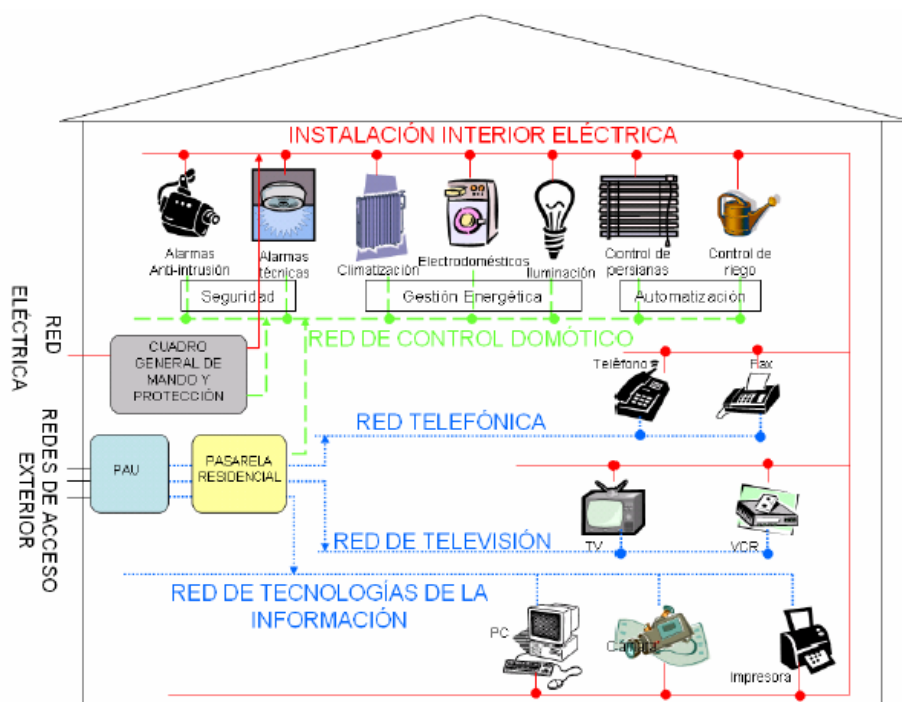 INSTALACIÓN INTERIOR ELÉCTRICA
Alarmas
Anti-intrusión
Alarmas
técnicas
Climatización
Electrodomésticos
Iluminación
Control de
persianas
Control de
riego
Seguridad
Gestión Energética
Automatización
RED DE CONTROL DOMÓTICO
RED
ELÉCTRICA
CUADRO
GENERAL DE
MANDO Y
PROTECCIÓN
Teléfono
Fax
RED TELEFÓNICA
REDES DE ACCESO
EXTERIOR
PAU
PASARELA
RESIDENCIAL
TV
VCR
RED DE TELEVISIÓN
RED DE TECNOLOGÍAS DE LA
INFORMACIÓN
PC
Cámara
Impresora